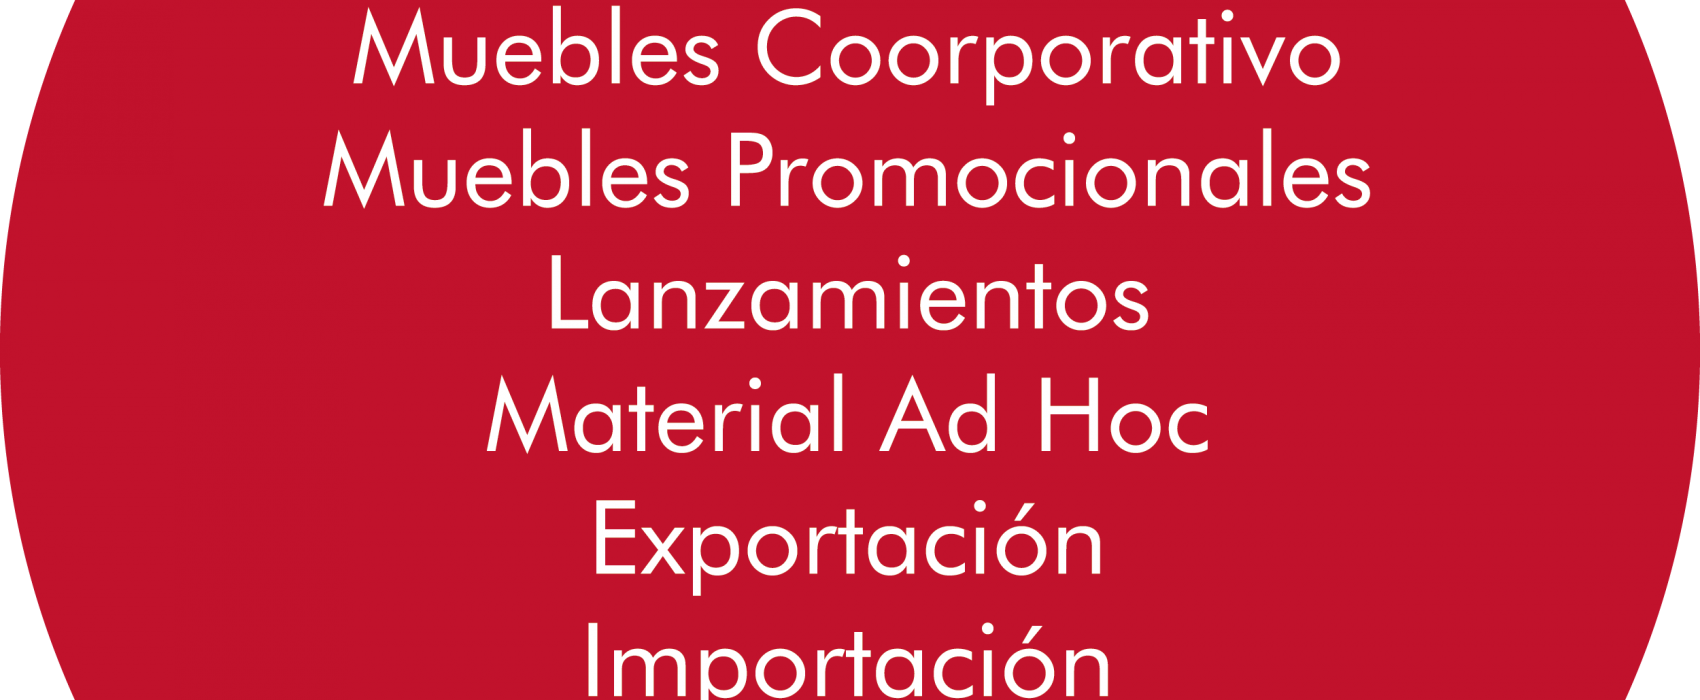 Muebles Coorporativo
Muebles Promocionales
Lanzamientos
Material Ad Hoc
Exportación
Importación